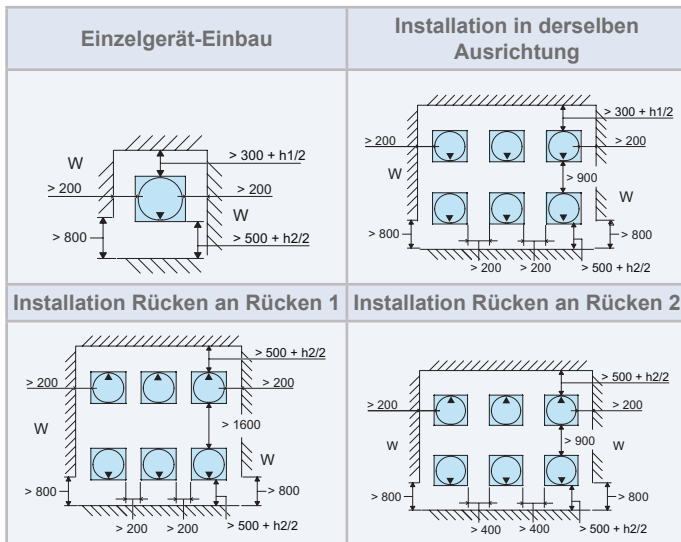 Einzelgerät-Einbau
Installation in derselben
Ausrichtung
W
> 300 + h1/2
> 200
> 200
W
> 800
> 500 + h2/2
> 300 + h1/2
> 200
> 200
W
> 900
W
> 800
> 800
> 200
> 200
> 500 + h2/2
Installation Rücken an Rücken 1
Installation Rücken an Rücken 2
> 500 + h2/2
> 200
> 200
> 1600
W
W
> 800
> 800
> 200
> 200
> 500 + h2/2
> 500 + h2/2
> 200
> 200
W
> 900
W
> 800
> 800
> 400
> 400
> 500 + h2/2